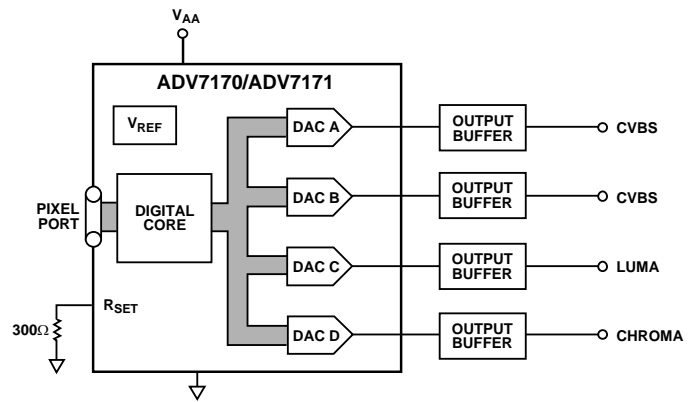 VAA
ADV7170/ADV7171
VREF
DAC A
OUTPUT
BUFFER
CVBS
DAC B
OUTPUT
BUFFER
CVBS
PIXEL
PORT
DIGITAL
CORE
DAC C
OUTPUT
BUFFER
LUMA
RSET
300Ω
DAC D
OUTPUT
BUFFER
CHROMA